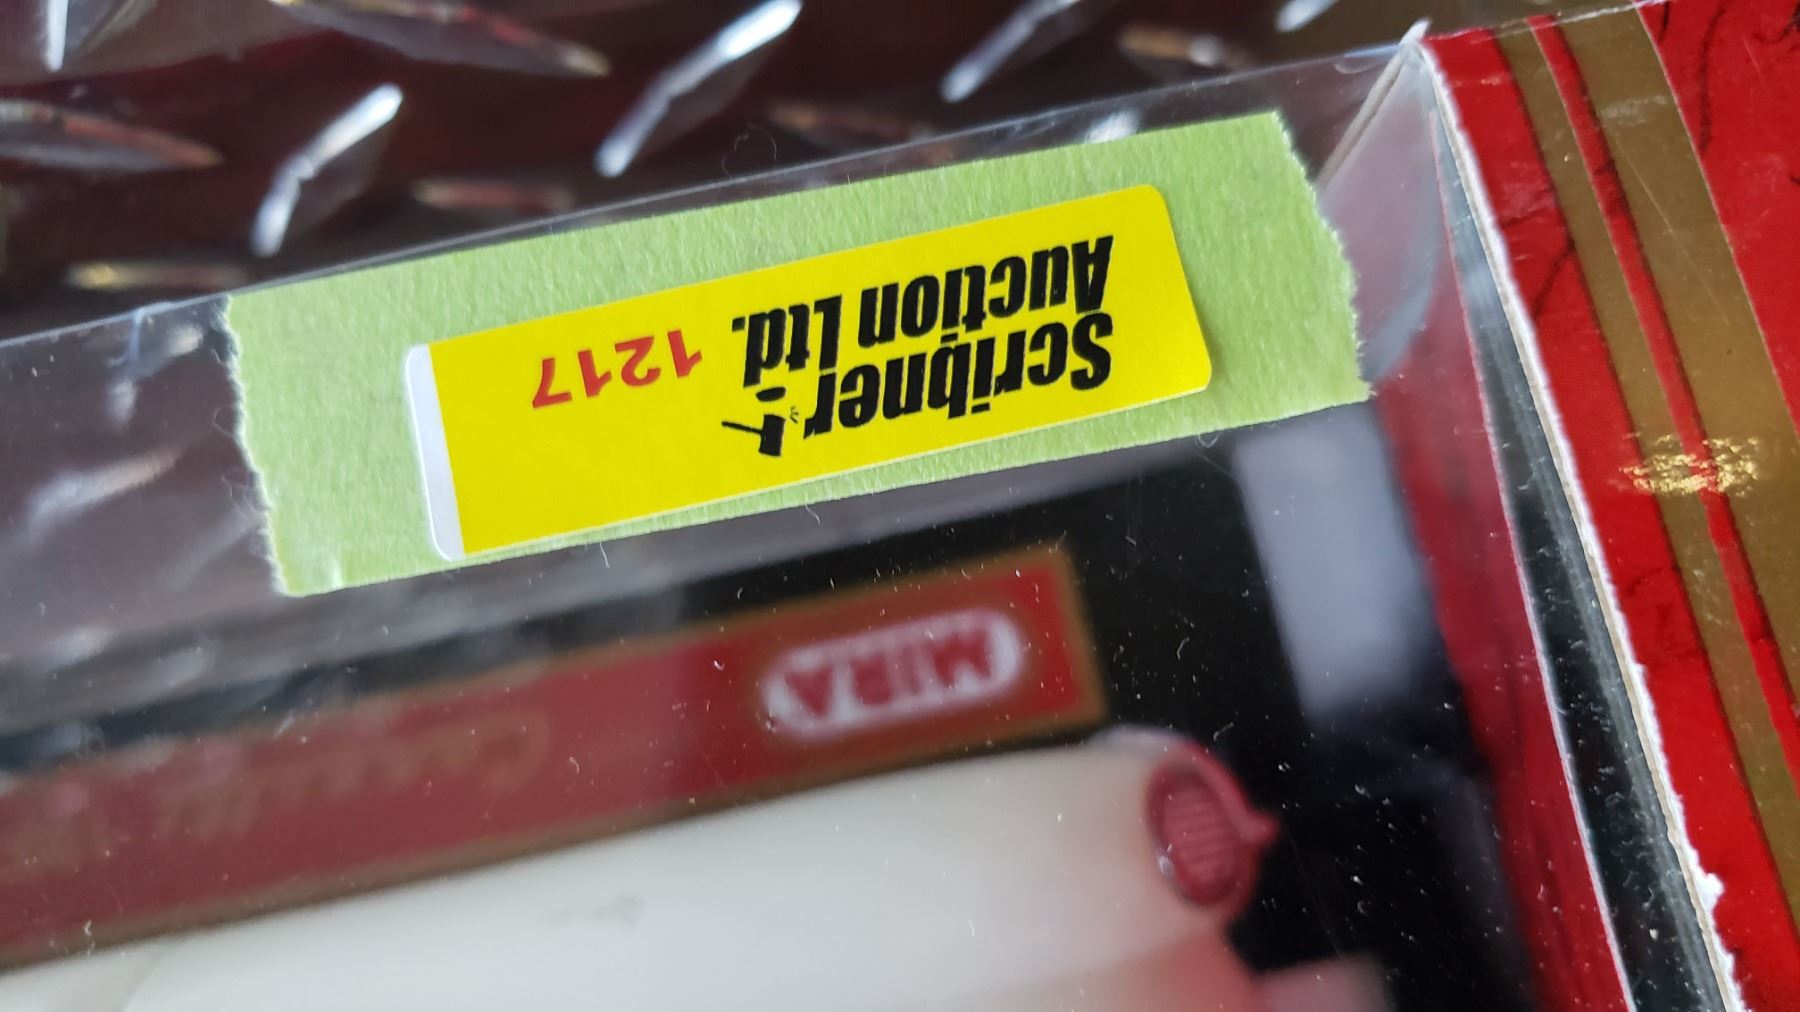 Scribner
Auction Ltd. 1217
MIRA